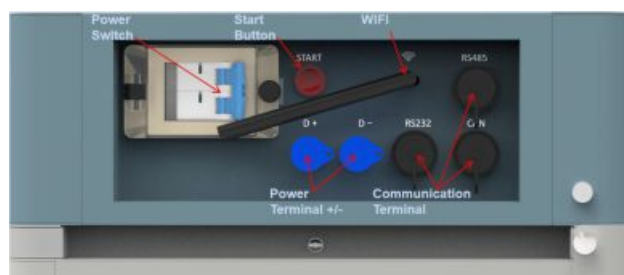 Power
Switch
Start
Button
WIFI
START
RS485
D +
D −
RS232
Power
Terminal +/-
Communication
Terminal